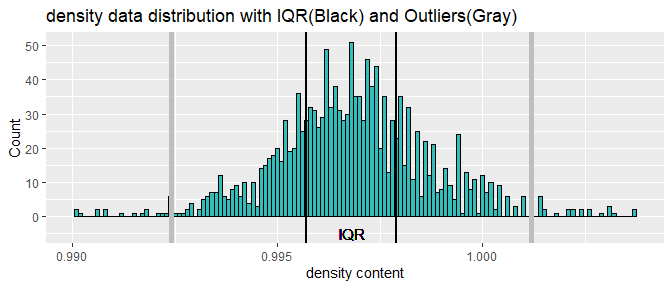 density data distribution with IQR(Black) and Outliers(Gray)
50
40
30
20
10
0
Count
IQR
0.990 0.995 1.000
density content